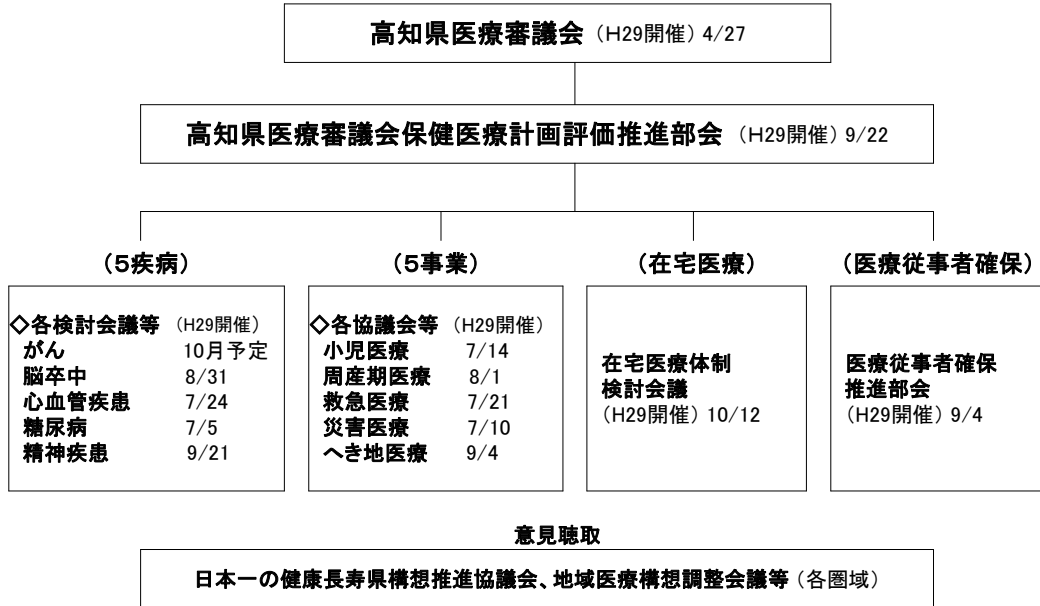 高知県医療審議会 (H29開催) 4/27
高知県医療審議会保健医療計画評価推進部会 (H29開催) 9/22
(5疾病)
◇各検討会議等 (H29開催)
がん 10月予定
脳卒中 8/31
心血管疾患 7/24
糖尿病 7/5
精神疾患 9/21
(5事業)
◇各協議会等 (H29開催)
小児医療 7/14
周産期医療 8/1
救急医療 7/21
災害医療 7/10
へき地医療 9/4
(在宅医療)
在宅医療体制
検討会議
(H29開催) 10/12
(医療従事者確保)
医療従事者確保
推進部会
(H29開催) 9/4
意見聴取
日本一の健康長寿県構想推進協議会、地域医療構想調整会議等 (各圏域)